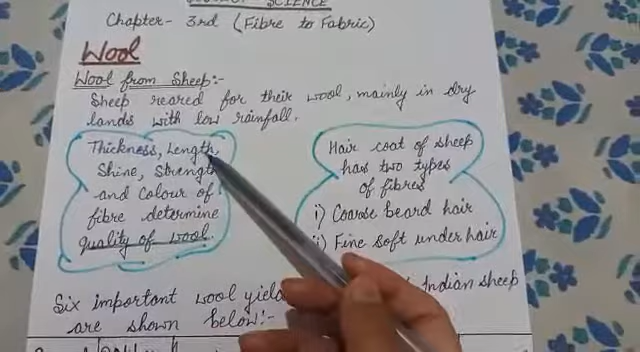 SCIENCE
Chapter- 3rd (Fibre to Fabric)
Wool
Wool from Sheep:-
Sheep reared for their wool, mainly in dry
lands with low rainfall.
Thickness, Length,
Shine, Strength
and Colour of
fibre determine
quality of wool.
Hair coat of sheep
has two types
of fibres
i) Coarse beard hair
ii) Fine soft under hair
Six important wool yield Indian sheep
are shown below:-